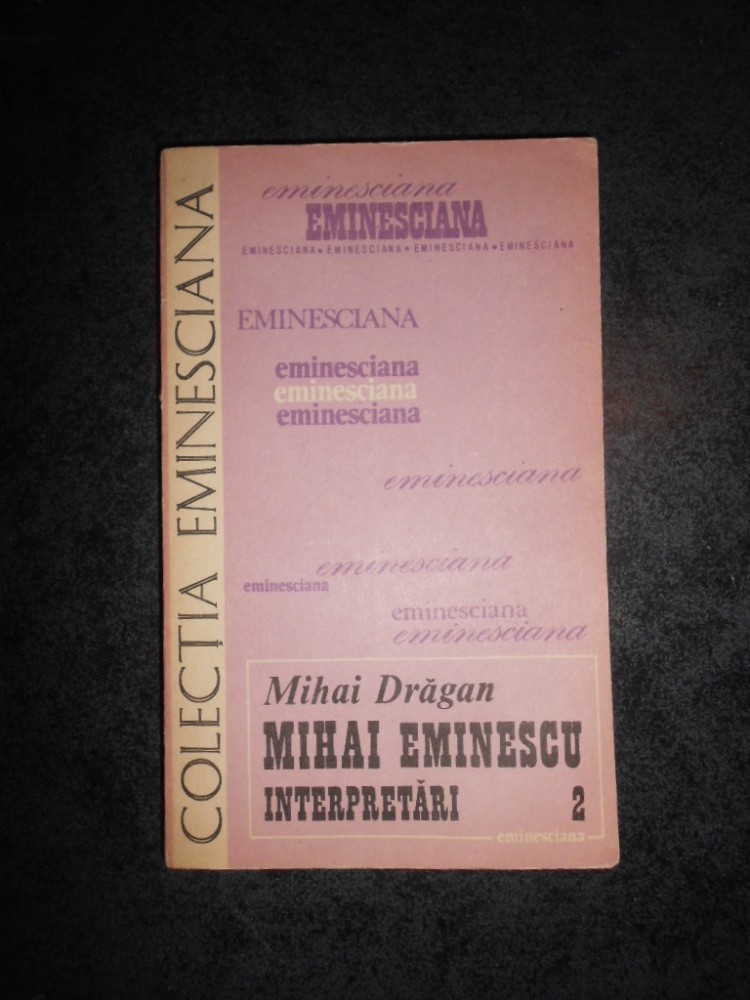 COLECȚIA EMINESCIANA
eminesciana
EMINESCIANA
EMINESCIANA • EMINESCIANA • EMINESCIANA • EMINESCIANA
EMINESCIANA
eminesciana
eminesciana
eminesciana
eminesciana
eminesciana
eminesciana
eminesciana
eminesciana
Mihai Drăgan
MIHAI EMINESCU
INTERPRETĂRI 2
eminesciana